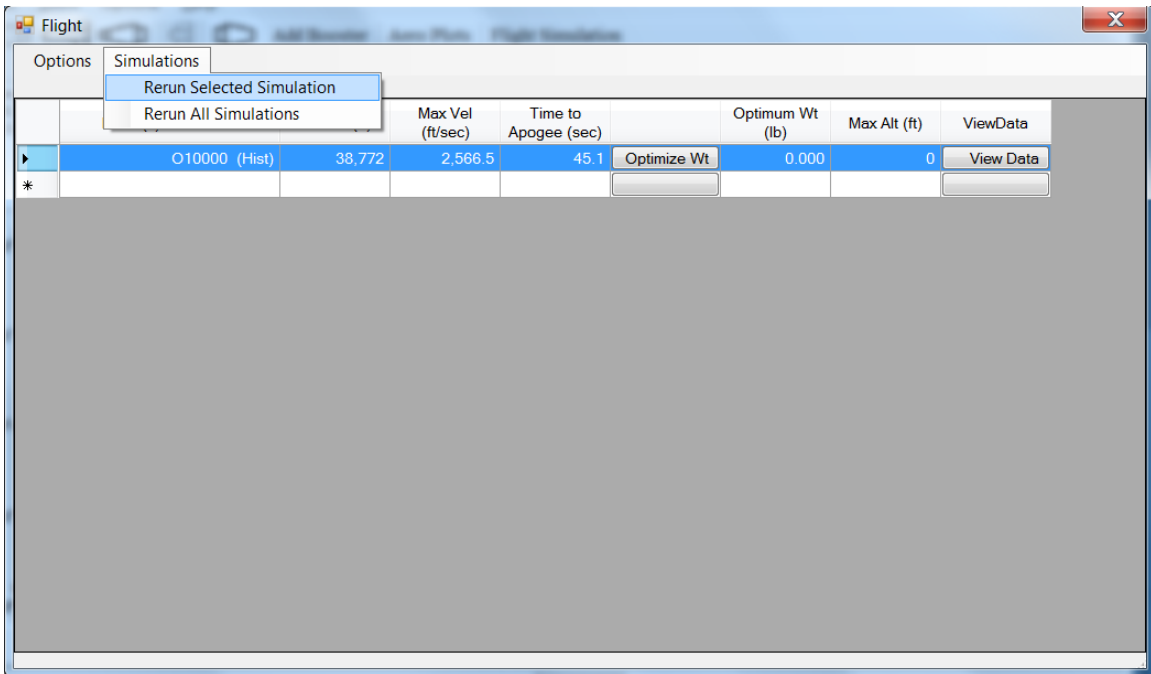 Flight
X
Options Simulations
Rerun Selected Simulation
Rerun All Simulations
Max Vel (ft/sec)
Time to Apogee (sec)
Optimum Wt (lb)
Max Alt (ft)
ViewData
O10000 (Hist) 38,772 2,566.5 45.1 Optimize Wt 0.000 0 View Data
*